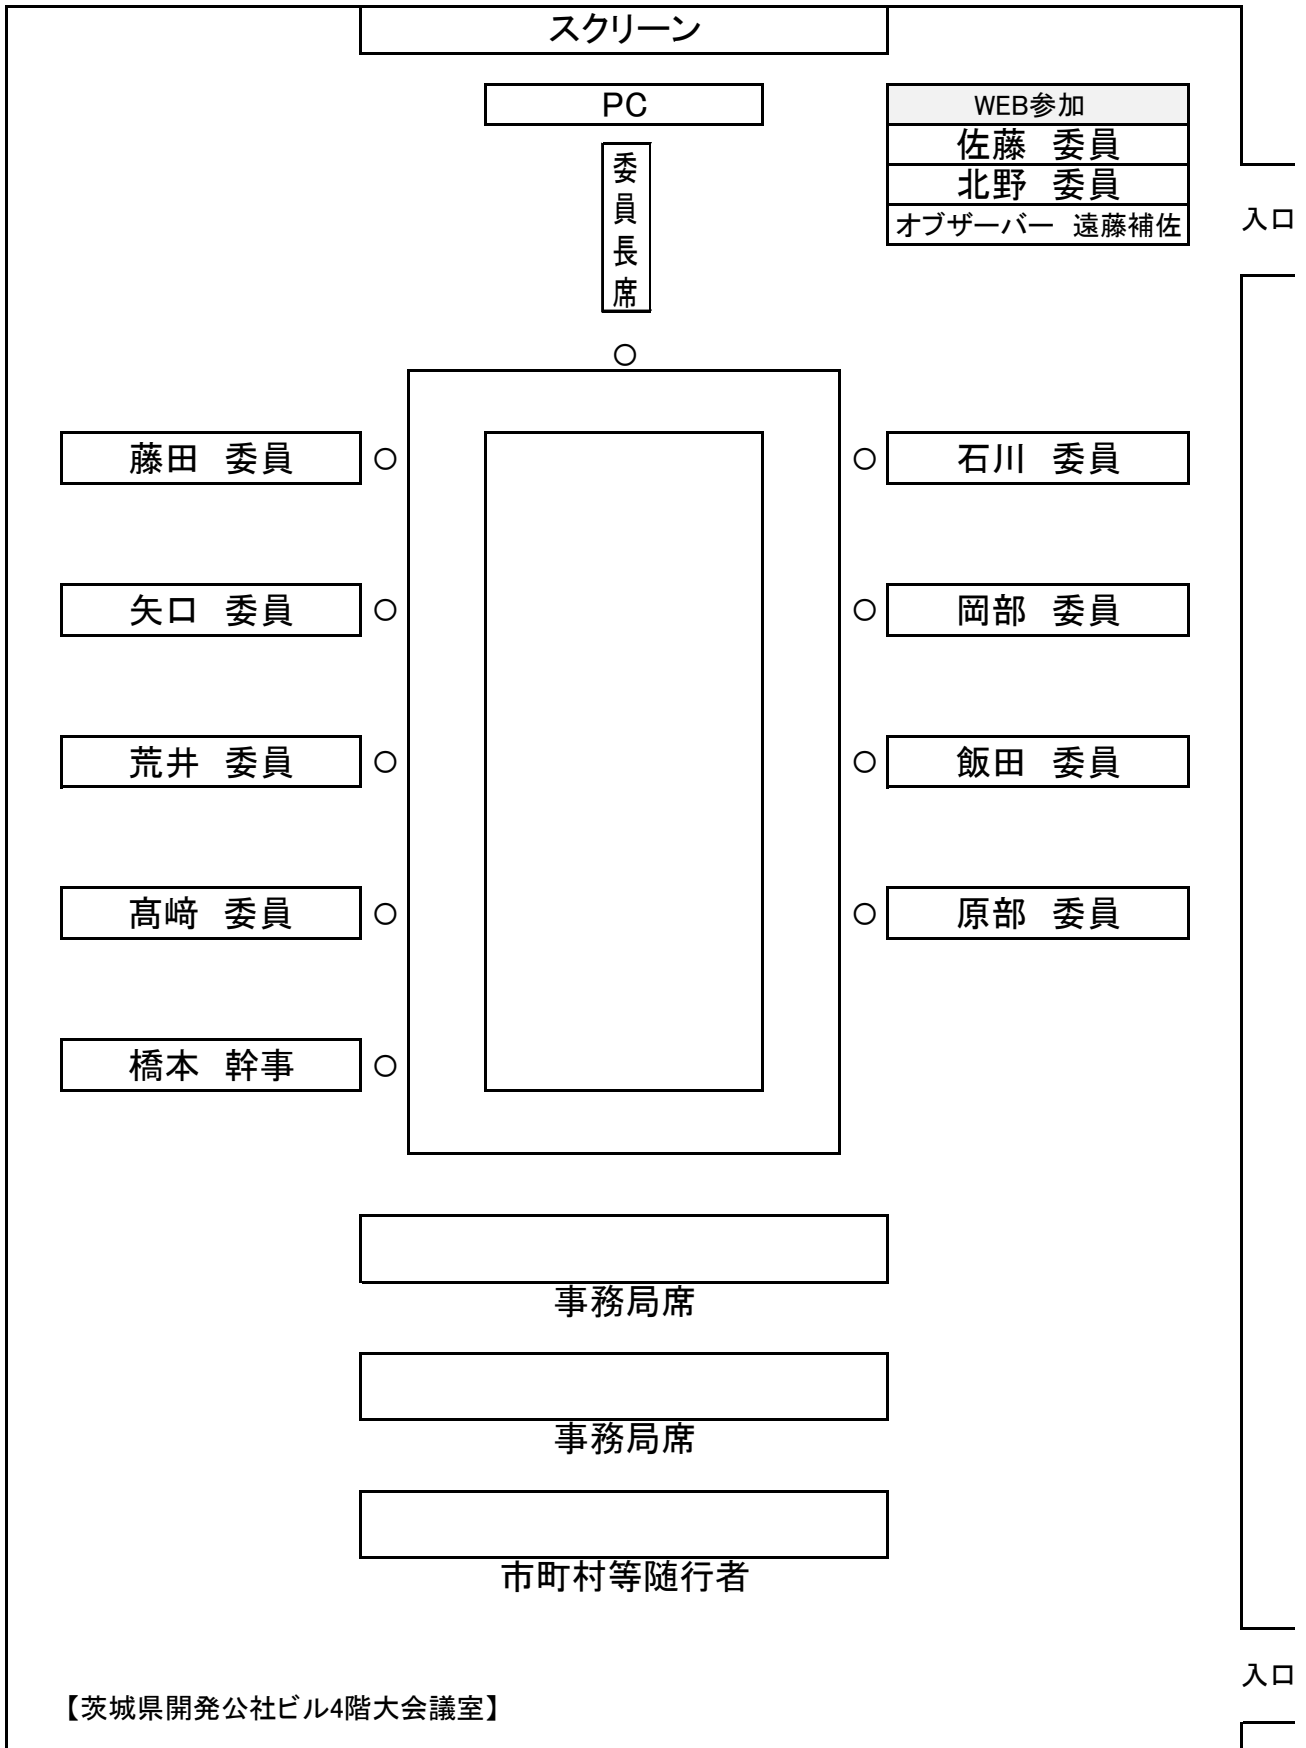 スクリーン
PC
WEB参加
佐藤　委員
北野　委員
オブザーバー　遠藤補佐
入口
委員長席
○
藤田　委員　○
○　石川　委員
矢口　委員　○
○　岡部　委員
荒井　委員　○
○　飯田　委員
髙﨑　委員　○
○　原部　委員
橋本　幹事　○
事務局席
事務局席
市町村等随行者
入口
【茨城県開発公社ビル4階大会議室】